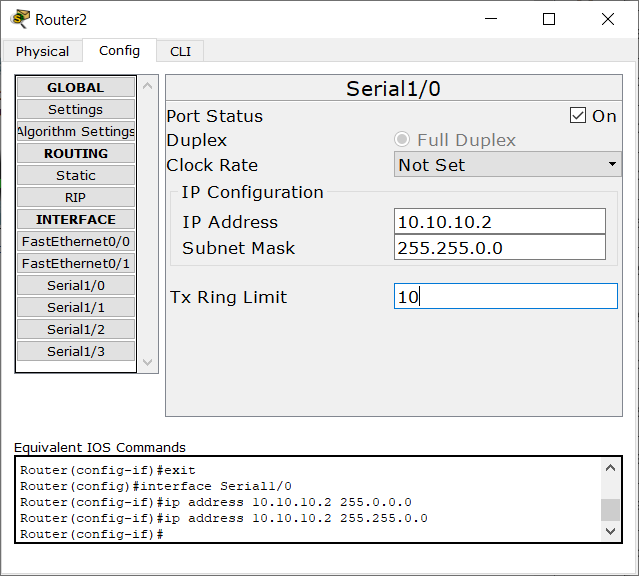 Router2
Physical Config CLI
GLOBAL
Settings
Algorithm Settings
ROUTING
Static
RIP
INTERFACE
FastEthernet0/0
FastEthernet0/1
Serial1/0
Serial1/1
Serial1/2
Serial1/3
Serial1/0
Port Status On
Duplex Full Duplex
Clock Rate Not Set
IP Configuration
IP Address 10.10.10.2
Subnet Mask 255.255.0.0
Tx Ring Limit 10
Equivalent IOS Commands
Router(config-if)#exit
Router(config)#interface Serial1/0
Router(config-if)#ip address 10.10.10.2 255.0.0.0
Router(config-if)#ip address 10.10.10.2 255.255.0.0
Router(config-if)#